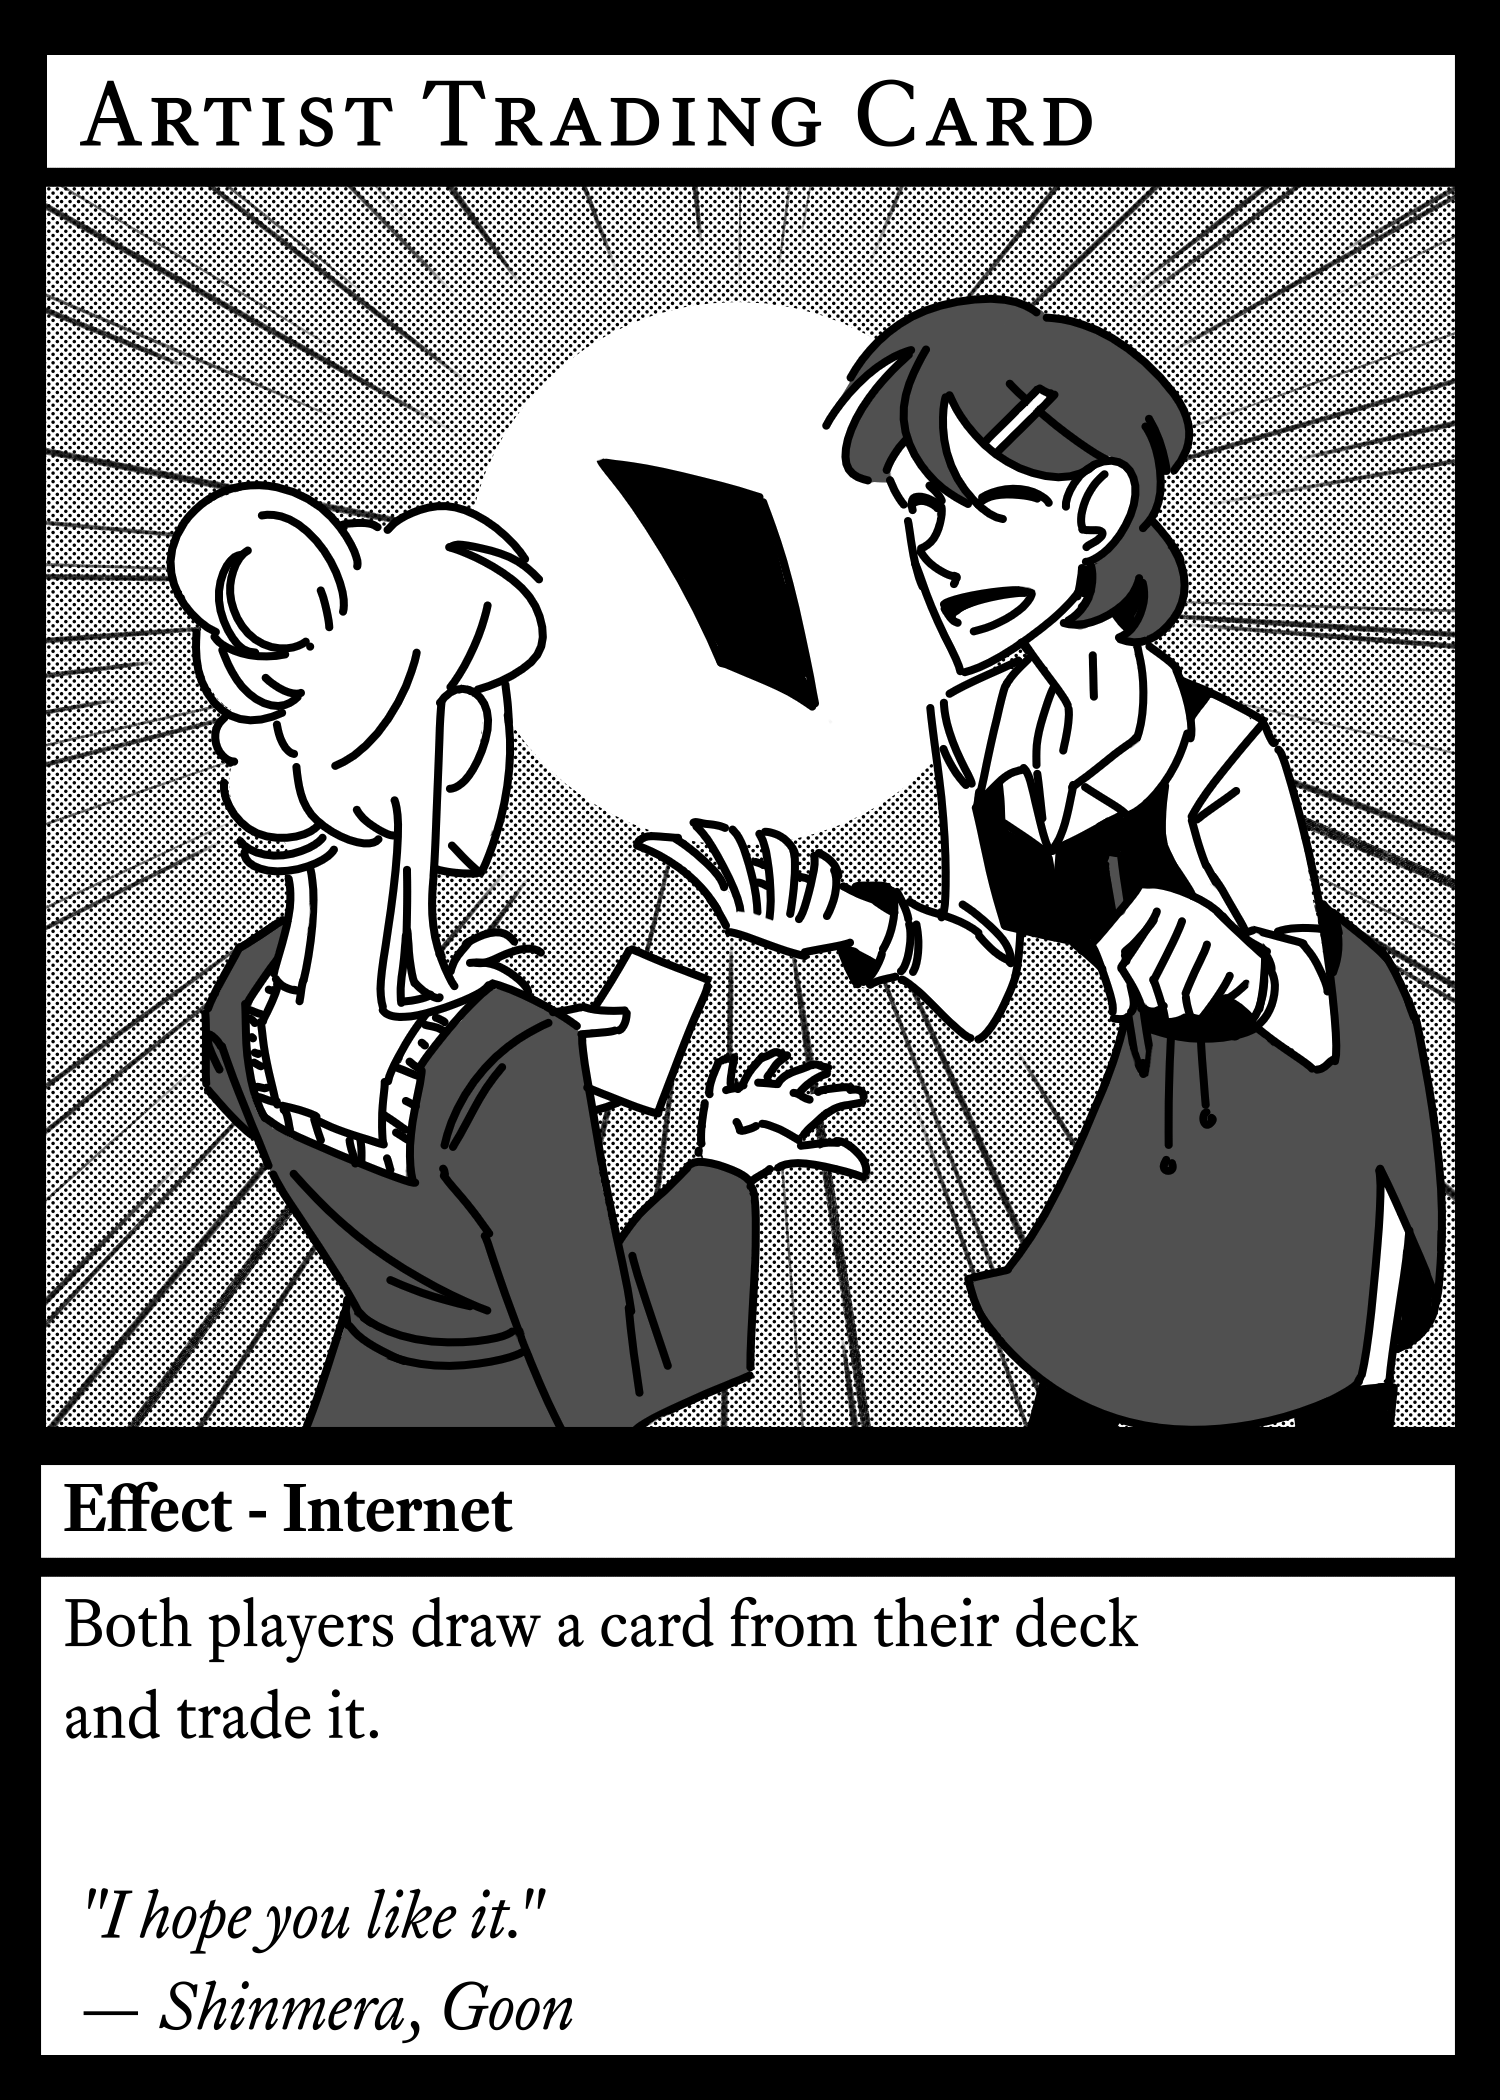 Artist Trading Card
Effect - Internet
Both players draw a card from their deck
and trade it.
"I hope you like it."
— Shinmera, Goon